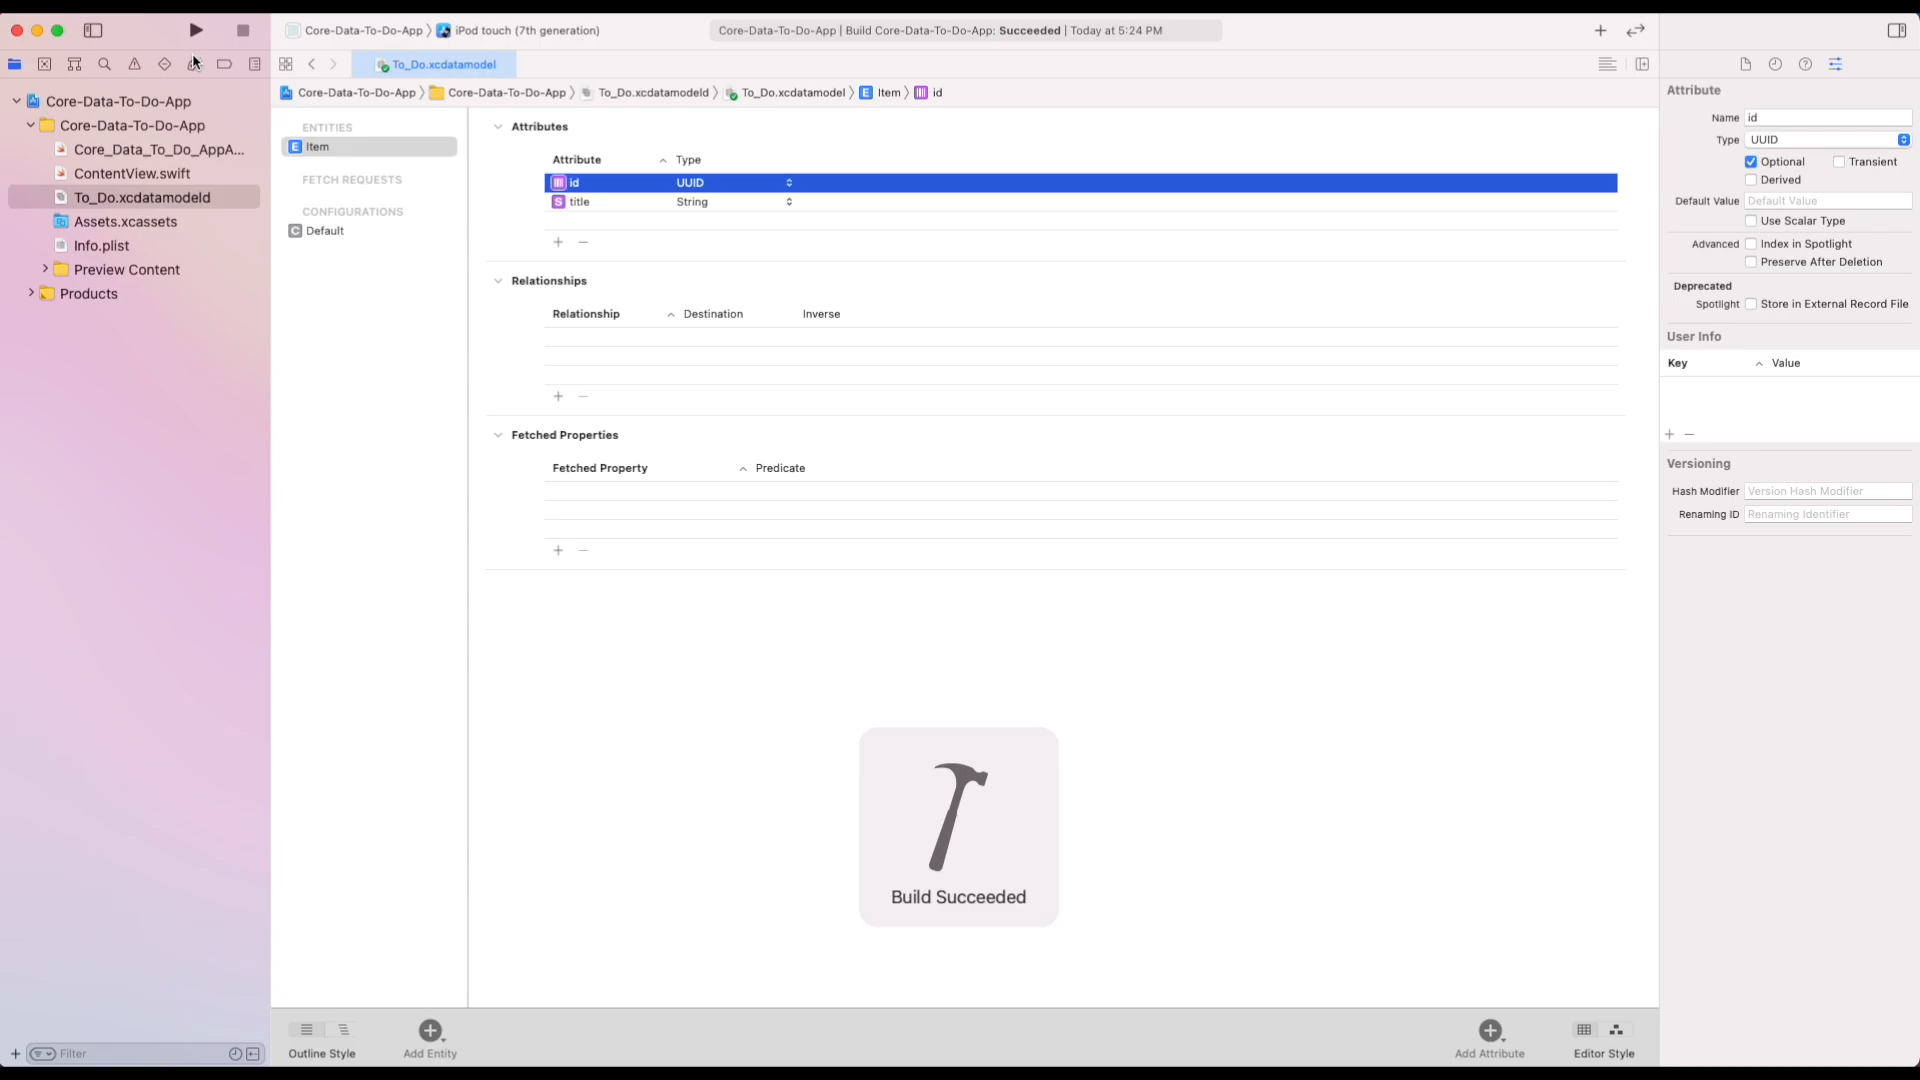 Core-Data-To-Do-App
iPod touch (7th generation)
Core-Data-To-Do-App | Build Core-Data-To-Do-App: Succeeded | Today at 5:24 PM
To_Do.xcdatamodel
Core-Data-To-Do-App
Core-Data-To-Do-App
To_Do.xcdatamodeld
To_Do.xcdatamodel
E Item
id
Core-Data-To-Do-App
Core-Data-To-Do-App
Core_Data_To_Do_AppA...
ContentView.swift
To_Do.xcdatamodeld
Assets.xcassets
Info.plist
Preview Content
Products
Filter
ENTITIES
E Item
FETCH REQUESTS
CONFIGURATIONS
C Default
Attributes
Attribute Type
id UUID
S title String
Relationships
Relationship Destination Inverse
Fetched Properties
Fetched Property Predicate
Build Succeeded
Outline Style
Add Entity
Add Attribute
Editor Style
Attribute
Name id
Type UUID
Optional Transient
Derived
Default Value Default Value
Use Scalar Type
Advanced Index in Spotlight
Preserve After Deletion
Deprecated
Spotlight Store in External Record File
User Info
Key Value
Versioning
Hash Modifier Version Hash Modifier
Renaming ID Renaming Identifier